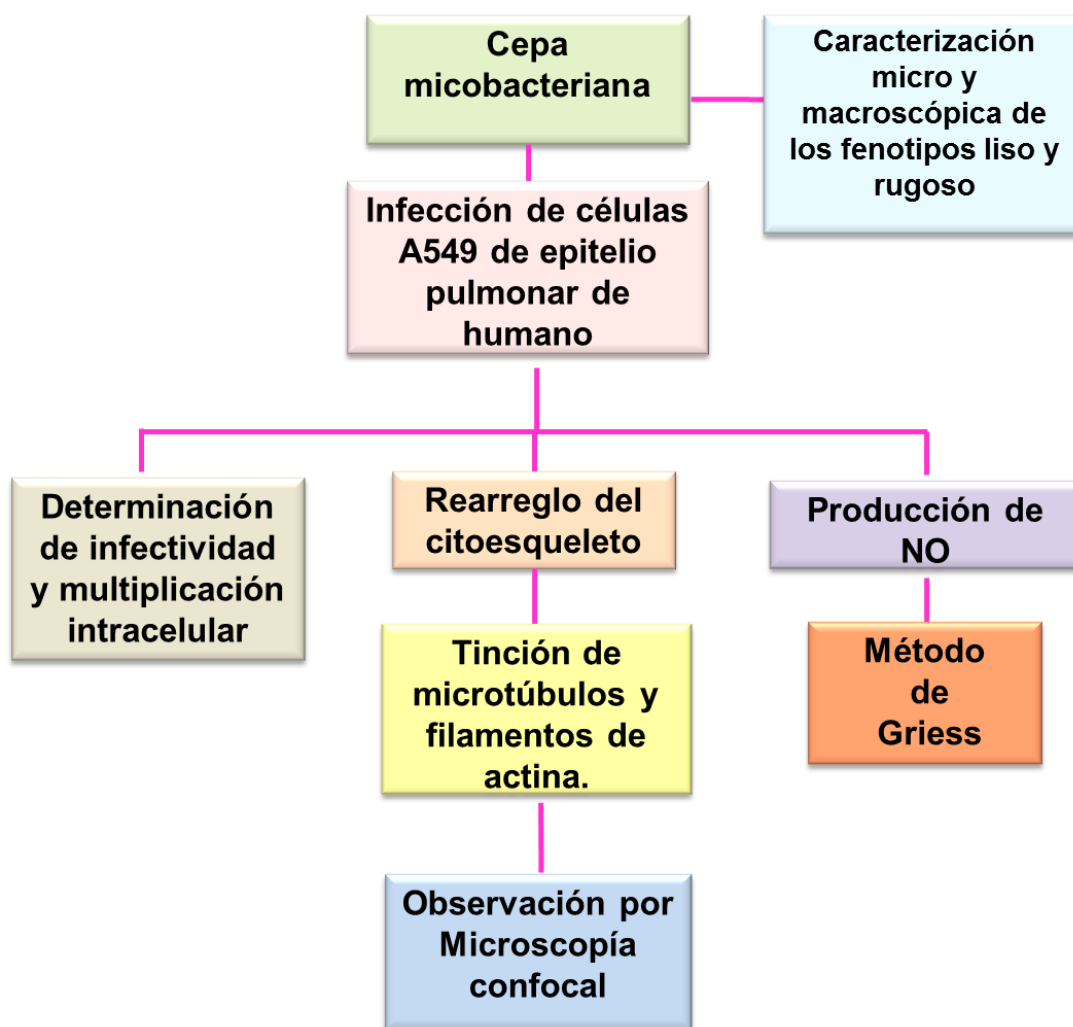 Cepa
micobacteriana
Caracterización
micro y
macroscópica de
los fenotipos liso y
rugoso
Infección de células
A549 de epitelio
pulmonar de
humano
Determinación
de infectividad
y multiplicación
intracelular
Rearreglo del
citoesqueleto
Producción de
NO
Tinción de
microtúbulos y
filamentos de
actina.
Método
de
Griess
Observación por
Microscopía
confocal